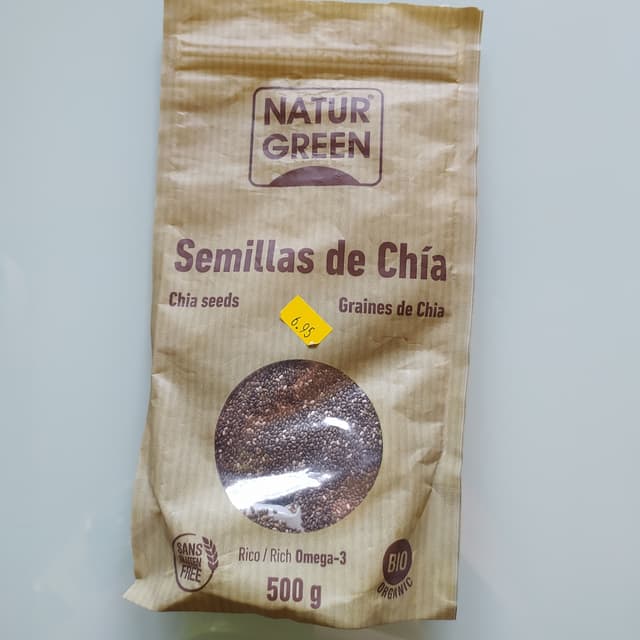 NATUR®
GREEN
Semillas de Chía
Chia seeds
Graines de Chia
6.95
SANS
GLUTEN
FREE
Rico / Rich Omega-3
500 g
BIO
ORGANIC